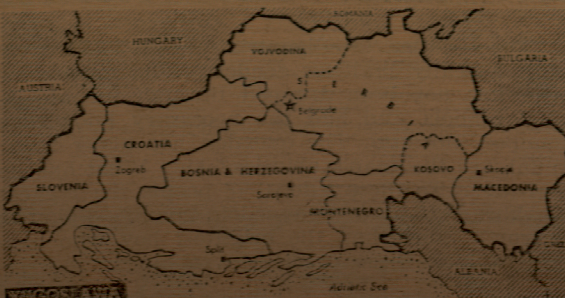 ROMANIA
HUNGARY
VOJVODINA
BULGARIA
AUSTRIA
S E R B I A
Belgrade
CROATIA
Zagreb
BOSNIA & HERZEGOVINA
KOSOVO
Skopje
SLOVENIA
Sarajevo
MACEDONIA
MONTENEGRO
Split
ALBANIA
Adriatic Sea
YUGOSLAVIA